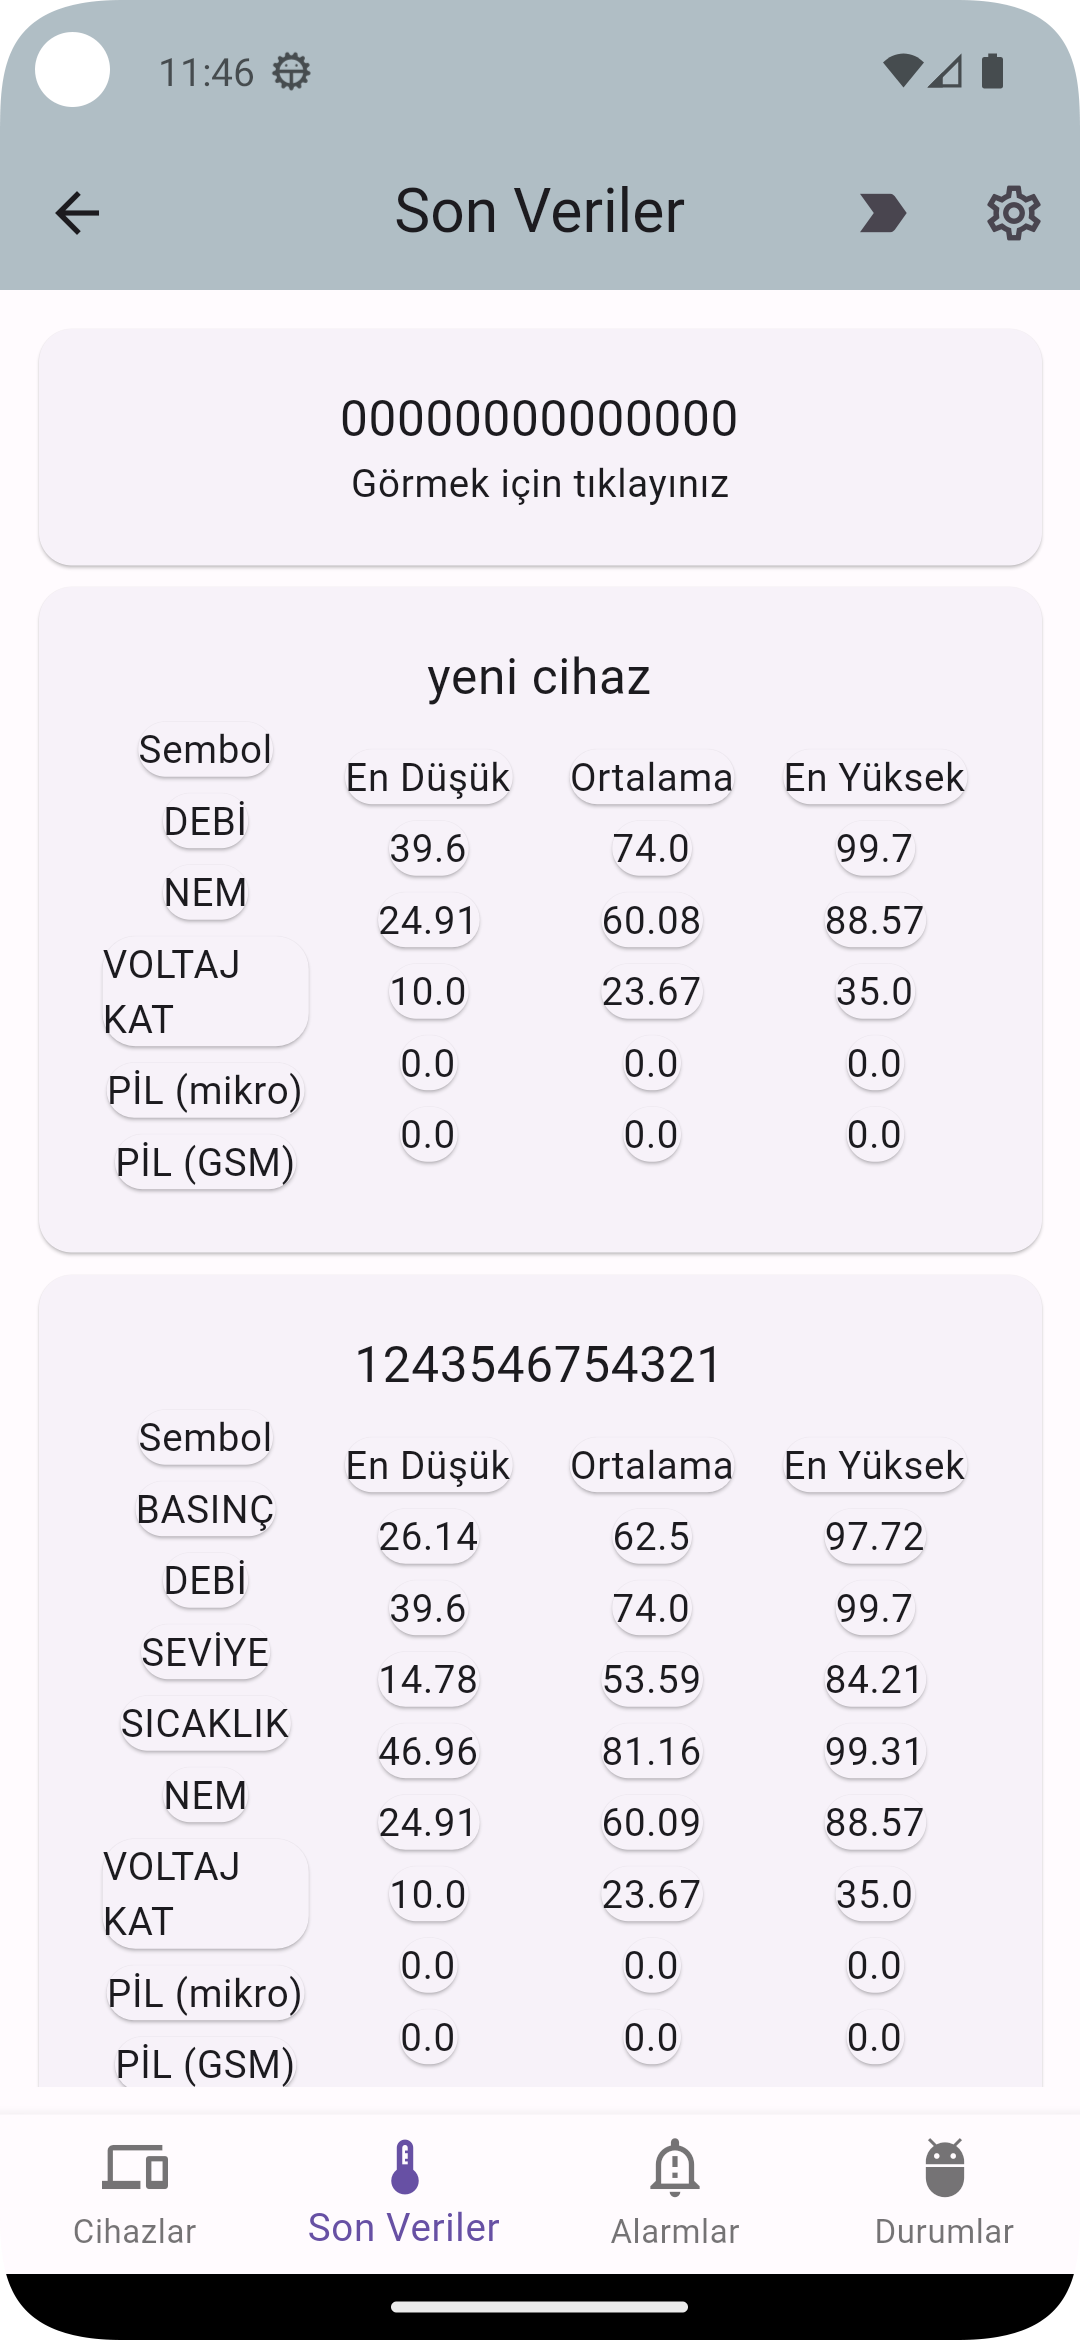 11:46
Son Veriler
00000000000000
Görmek için tıklayınız
yeni cihaz
Sembol En Düşük Ortalama En Yüksek
DEBİ 39.6 74.0 99.7
NEM 24.91 60.08 88.57
VOLTAJ
KAT 10.0 23.67 35.0
PİL (mikro) 0.0 0.0 0.0
PİL (GSM) 0.0 0.0 0.0
1243546754321
Sembol En Düşük Ortalama En Yüksek
BASINÇ 26.14 62.5 97.72
DEBİ 39.6 74.0 99.7
SEVİYE 14.78 53.59 84.21
SICAKLIK 46.96 81.16 99.31
NEM 24.91 60.09 88.57
VOLTAJ
KAT 10.0 23.67 35.0
PİL (mikro) 0.0 0.0 0.0
PİL (GSM) 0.0 0.0 0.0
Cihazlar Son Veriler Alarmlar Durumlar